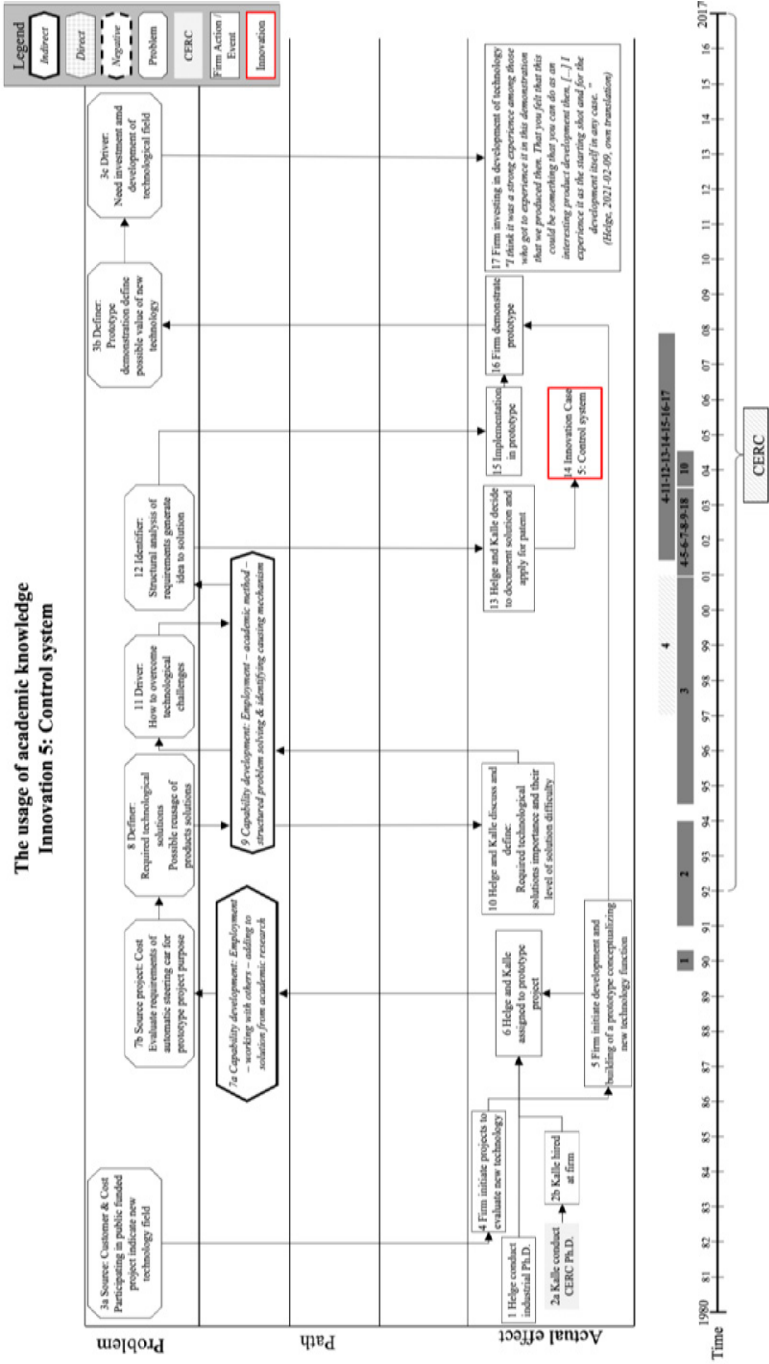 The usage of academic knowledge
Innovation 5: Control system
Legend
Indirect
Direct
Negative
Problem
CERC
Firm Action /
Event
Innovation
Problem
Path
Actual effect
3a Source: Customer & Cost
Participating in public funded
project indicate new
technology field
7b Source project: Cost
Evaluate requirements of
automatic steering car for
prototype project purpose
8 Definer:
Required technological
solutions
Possible reusage of
products solutions
11 Driver:
How to overcome
technological
challenges
12 Identifier:
Structural analysis of
requirements generate
idea to solution
3b Definer:
Prototype
demonstration define
possible value of new
technology
3c Driver:
Need investment amd
development of
technological field
7a Capability development: Employment
– working with others – adding to
solution from academic research
9 Capability development: Employment – academic method –
structured problem solving & identifying causing mechanism
1 Helge conduct
industrial Ph.D.
2a Kalle conduct
CERC Ph.D.
2b Kalle hired
at firm
4 Firm initiate projects to
evaluate new technology
5 Firm initiate development and
building of a prototype conceptualizing
new technology function
6 Helge and Kalle
assigned to prototype
project
10 Helge and Kalle discuss and
define:
Required technological
solutions importance and their
level of solution difficulty
13 Helge and Kalle decide
to document solution and
apply for patent
14 Innovation Case
5: Control system
15 Implementation
in prototype
16 Firm demonstrate
prototype
17 Firm investing in development of technology
"I think it was a strong experience among those
who got to experience it in this demonstration
that we produced then. That you felt that this
could be something that you can do as an
interesting product development then. [...] I
experience it as the starting shot and for the
development itself in any case."
(Helge, 2021-02-09, own translation)
4
4-11-12-13-14-15-16-17
1
2
3
4-5-6-7-8-9-18
10
Time
1980 81 82 83 84 85 86 87 88 89 90 91 92 93 94 95 96 97 98 99 00 01 02 03 04 05 06 07 08 09 10 11 12 13 14 15 16 2017
CERC